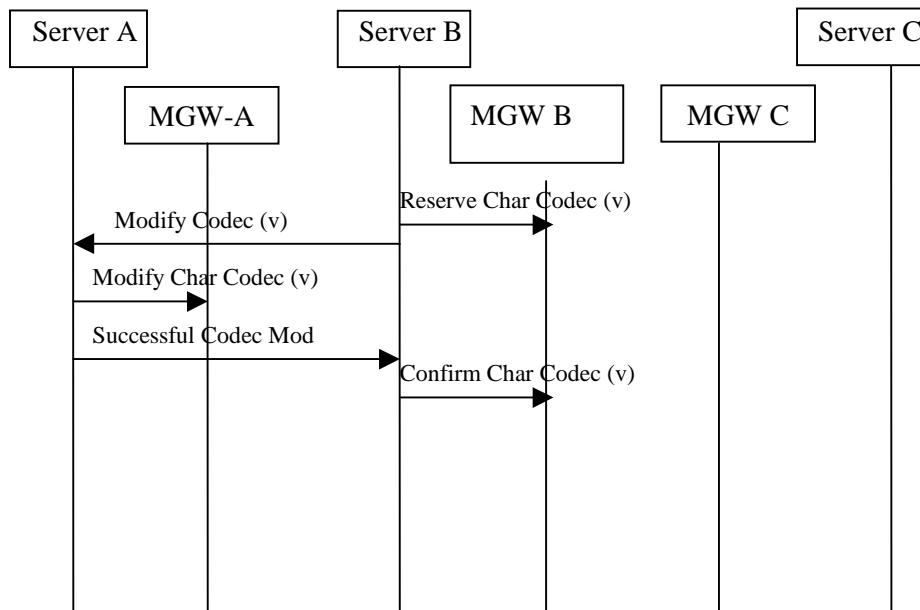 Server A
Server B
Server C
MGW-A
MGW B
MGW C
Reserve Char Codec (v)
Modify Codec (v)
Modify Char Codec (v)
Successful Codec Mod
Confirm Char Codec (v)